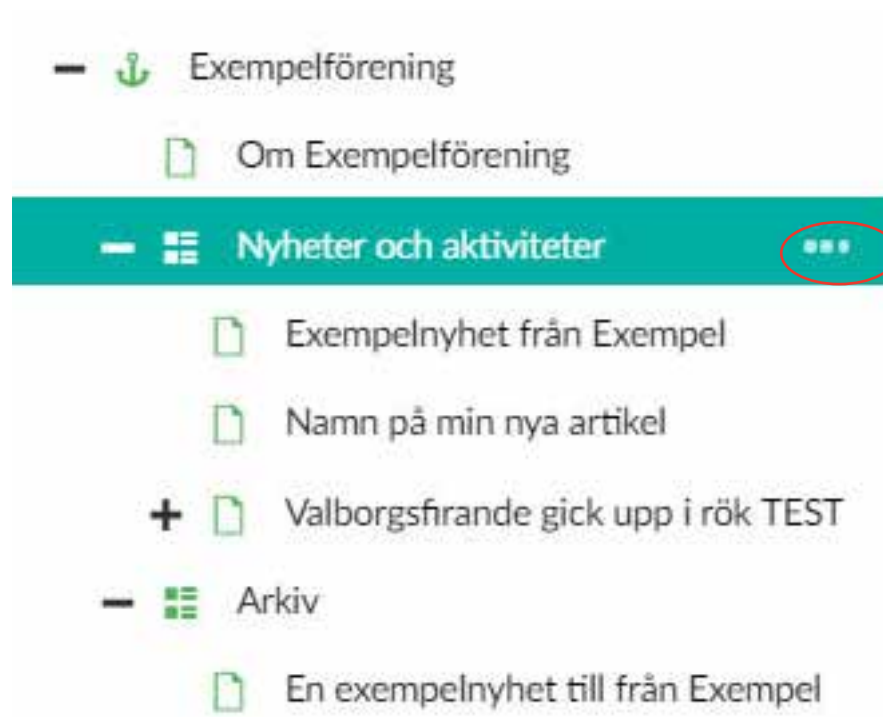 Exempelförening
Om Exempelförening
Nyheter och aktiviteter
Exempelnyhet från Exempel
Namn på min nya artikel
Valborgsfirande gick upp i rök TEST
Arkiv
En exempelnyhet till från Exempel